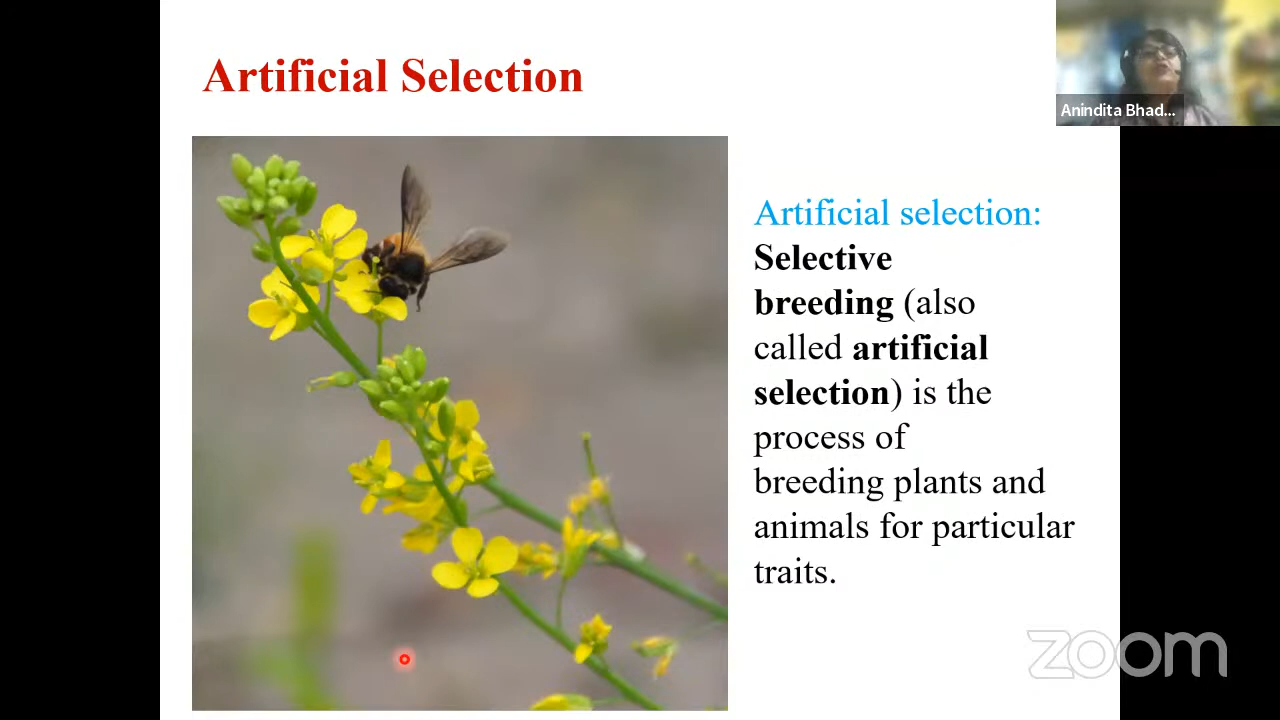 Artificial Selection
Anindita Bhad...
Artificial selection:
Selective
breeding (also
called artificial
selection) is the
process of
breeding plants and
animals for particular
traits.
zoom